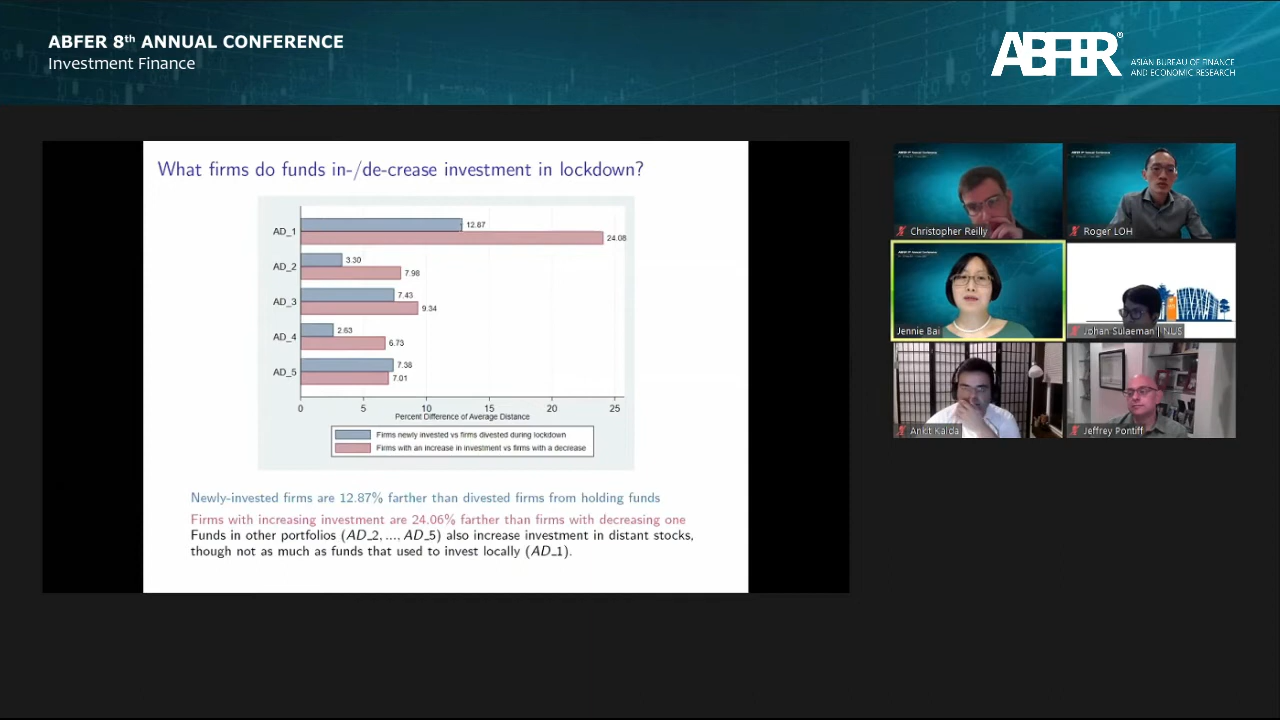 ABFER 8th ANNUAL CONFERENCE
Investment Finance
ABFER®
ASIAN BUREAU OF FINANCE
AND ECONOMIC RESEARCH
What firms do funds in-/de-crease investment in lockdown?
AD_1
12.87
24.06
AD_2
3.30
7.98
AD_3
7.43
9.34
AD_4
2.63
6.73
AD_5
7.38
7.01
0 5 10 15 20 25
Percent Difference of Average Distance
Firms newly invested vs firms divested during lockdown
Firms with an increase in investment vs firms with a decrease
Newly-invested firms are 12.87% farther than divested firms from holding funds
Firms with increasing investment are 24.06% farther than firms with decreasing one
Funds in other portfolios (AD_2, ..., AD_5) also increase investment in distant stocks,
though not as much as funds that used to invest locally (AD_1).
Christopher Reilly
Roger LOH
Jennie Bai
Johan Sulaeman | NUS
Ankit Kalda
Jeffrey Pontiff